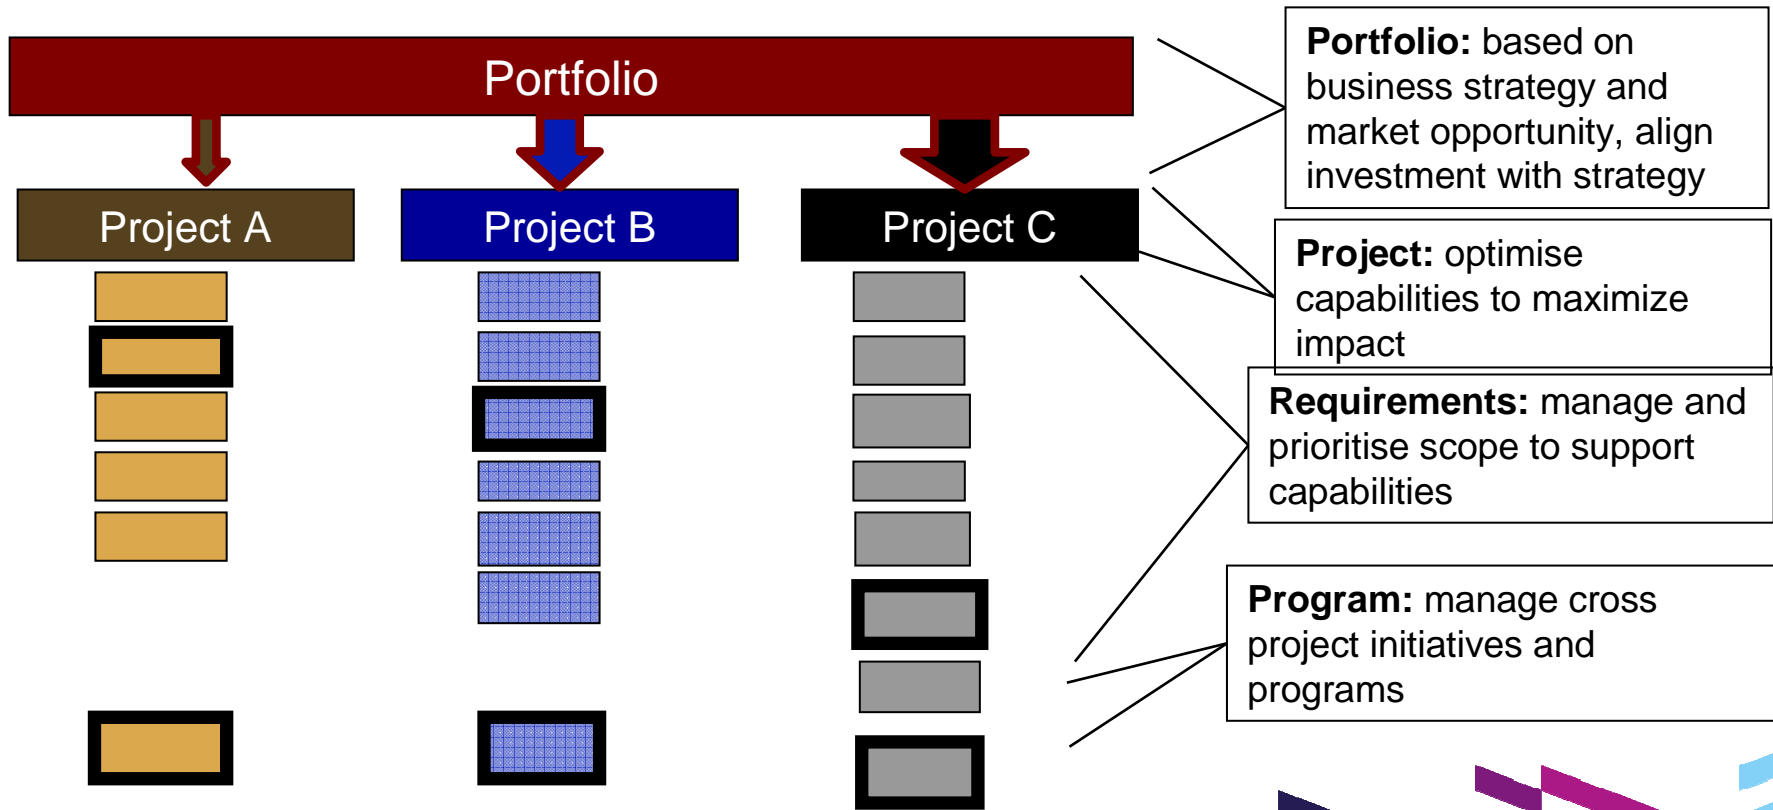 Portfolio
Project A
Project B
Project C
Portfolio: based on
business strategy and
market opportunity, align
investment with strategy
Project: optimise
capabilities to maximize
impact
Requirements: manage and
prioritise scope to support
capabilities
Program: manage cross
project initiatives and
programs